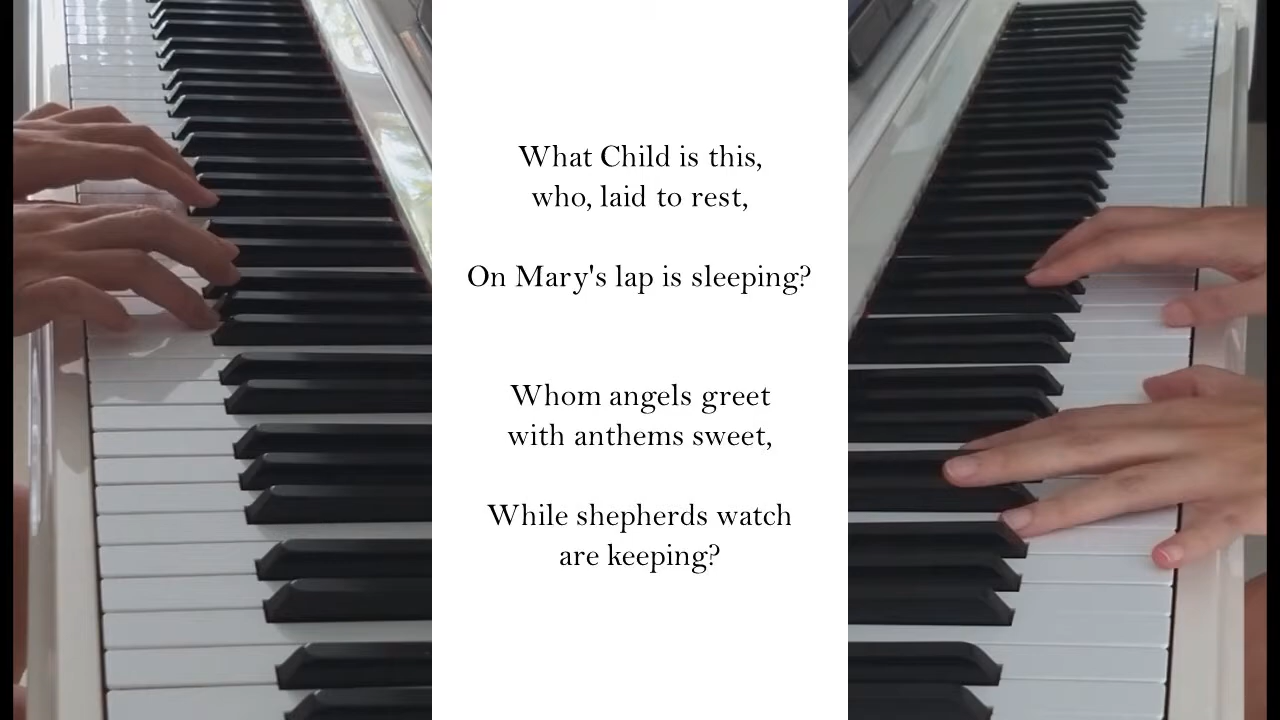 What Child is this,
who, laid to rest,
On Mary's lap is sleeping?
Whom angels greet
with anthems sweet,
While shepherds watch
are keeping?